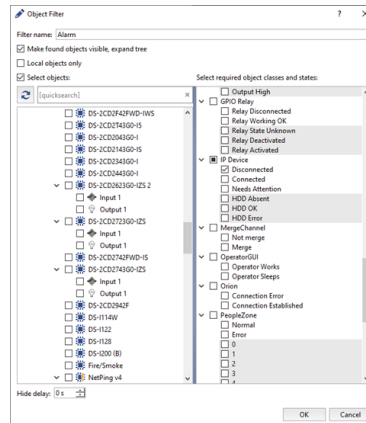 Object Filter
?
Filter name: Alarm
Make found objects visible, expand tree
Local objects only
Select objects:
[quicksearch]
DS-2CD2F42FWD-IWS
DS-2CD2T43G0-IS
DS-2CD2043G0-I
DS-2CD2143G0-IS
DS-2CD2343G0-I
DS-2CD2443G0-I
DS-2CD2623G0-IZS 2
Input 1
Output 1
DS-2CD2723G0-IZS
Input 1
Output 1
DS-2CD2742FWD-IS
DS-2CD2743G0-IZS
Input 1
Output 1
DS-2CD2942F
DS-I114W
DS-I122
DS-I128
DS-I200 (B)
Fire/Smoke
NetPing v4
Select required object classes and states:
Output High
GPIO Relay
Relay Disconnected
Relay Working OK
Relay State Unknown
Relay Deactivated
Relay Activated
IP Device
Disconnected
Connected
Needs Attention
HDD Absent
HDD OK
HDD Error
MergeChannel
Not merge
Merge
OperatorGUI
Operator Works
Operator Sleeps
Orion
Connection Error
Connection Established
PeopleZone
Normal
Error
0
1
2
3
Hide delay: 0 s
OK
Cancel